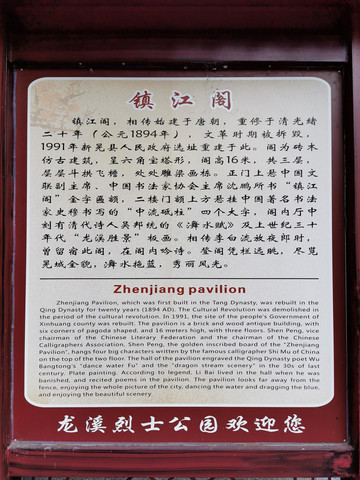 镇江阁
镇江阁，相传始建于唐朝，重修于清光绪
二十年（公元1894年），文革时期被拆毁，
1991年新晃县人民政府选址重建于此。阁为砖木
仿古建筑，呈六角宝塔形，阁高16米，共三层，
层层斗拱飞檐，处处雕梁画栋。正门上悬中国文
联副主席，中国书法家协会主席沈鹏所书“镇江
阁”金字匾额，二楼门额上方悬挂中国著名书法
家史穆书写的“中流砥柱”四个大字，阁内厅中
刻有清代诗人吴邦统的《㵲水赋》及上世纪三十
年代“龙溪胜景”板画。相传李白流放夜郎时，
曾留宿此阁，在阁内吟诗。登阁凭栏远眺，尽览
晃城全貌，㵲水拖蓝，秀丽风光。
Zhenjiang pavilion
Zhenjiang Pavilion, which was first built in the Tang Dynasty, was rebuilt in the
Qing Dynasty for twenty years (1894 AD). The Cultural Revolution was demolished in
the period of the cultural revolution. In 1991, the site of the people's Government of
Xinhuang county was rebuilt. The pavilion is a brick and wood antique building, with
six corners of pagoda shaped, and 16 meters high, with three floors. Shen Peng, vice
chairman of the Chinese Literary Federation and the chairman of the Chinese
Calligraphers Association, Shen Peng, the golden inscribed board of the "Zhenjiang
Pavilion", hangs four big characters written by the famous calligrapher Shi Mu of China
on the top of the two floor. The hall of the pavilion engraved the Qing Dynasty poet Wu
Bangtong's "dance water Fu" and the "dragon stream scenery" in the 30s of last
century. Plate painting. According to legend, Li Bai lived in the hall when he was
banished, and recited poems in the pavilion. The pavilion looks far away from the
fence, enjoying the whole picture of the city, dancing the water and dragging the blue,
and enjoying the beautiful scenery.
龙溪烈士公园欢迎您